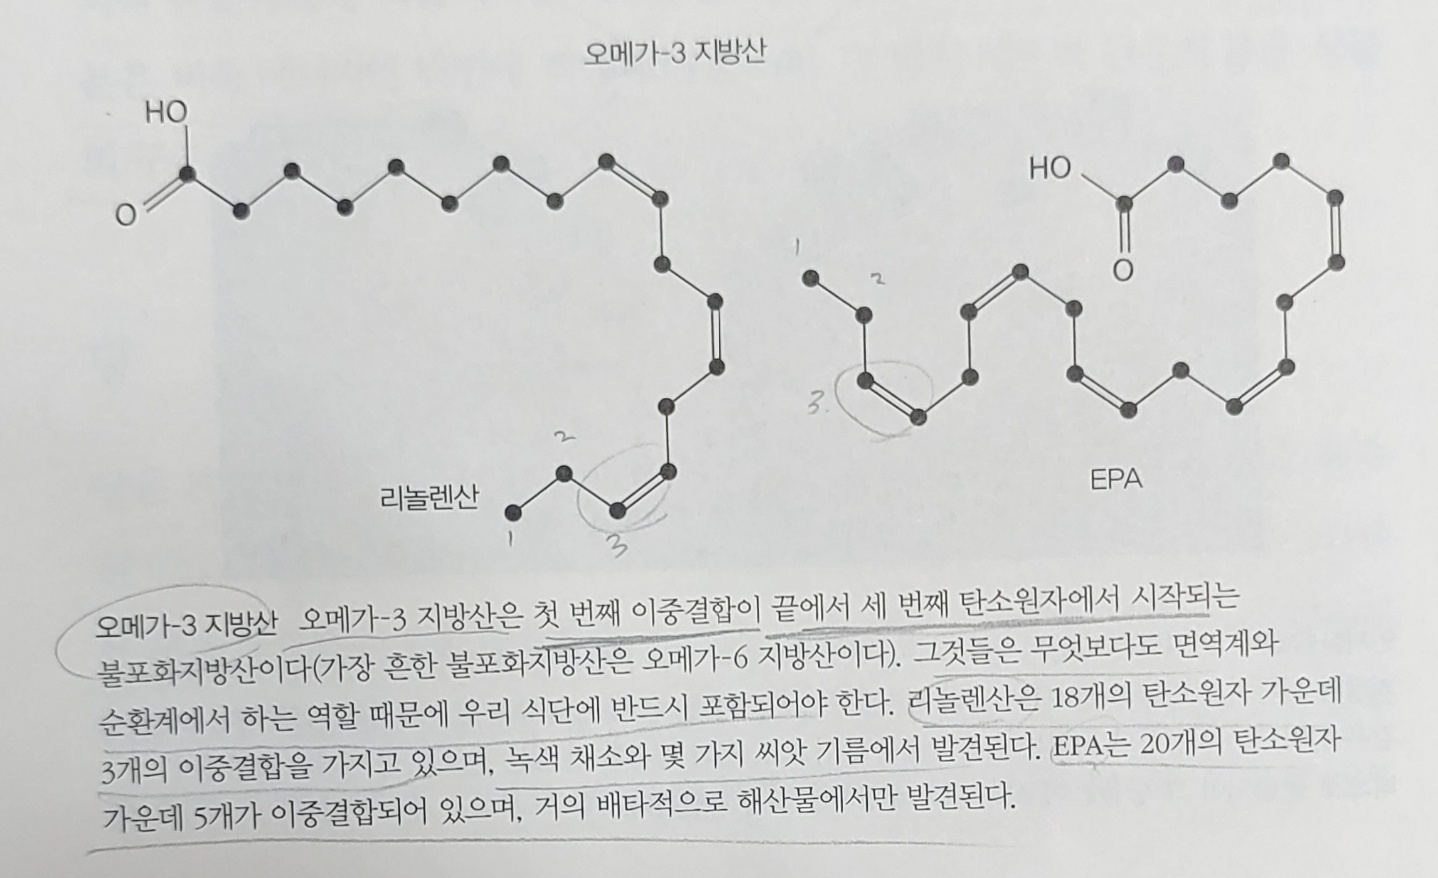 오메가-3 지방산
HO
O
HO
O
1
2
3.
EPA
2
리놀렌산
1
3
오메가-3 지방산 오메가-3 지방산은 첫 번째 이중결합이 끝에서 세 번째 탄소원자에서 시작되는
불포화지방산이다(가장 흔한 불포화지방산은 오메가-6 지방산이다). 그것들은 무엇보다도 면역계와
순환계에서 하는 역할 때문에 우리 식단에 반드시 포함되어야 한다. 리놀렌산은 18개의 탄소원자 가운데
3개의 이중결합을 가지고 있으며, 녹색 채소와 몇 가지 씨앗 기름에서 발견된다. EPA는 20개의 탄소원자
가운데 5개가 이중결합되어 있으며, 거의 배타적으로 해산물에서만 발견된다.